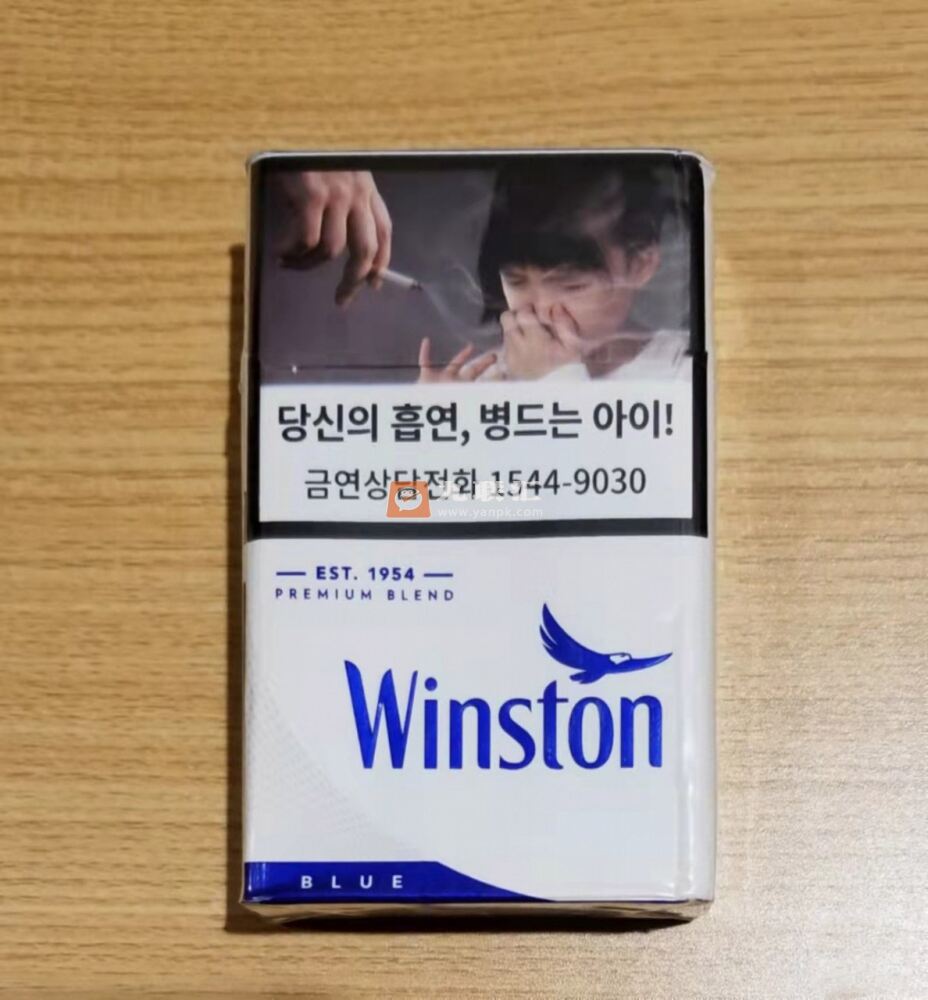 당신의 흡연, 병드는 아이!
금연상담전화 1544-9030
www.yanpk.com
EST. 1954
PREMIUM BLEND
Winston
BLUE